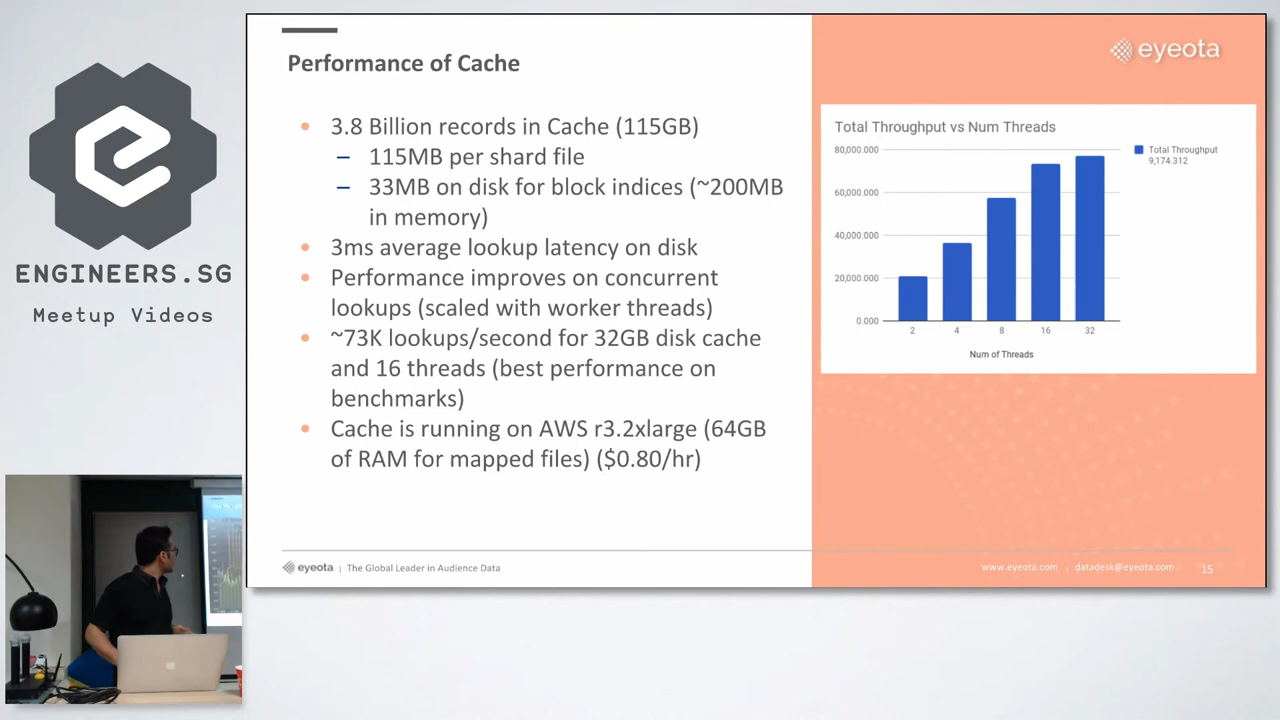 ENGINEERS.SG
Meetup Videos
Performance of Cache
• 3.8 Billion records in Cache (115GB)
– 115MB per shard file
– 33MB on disk for block indices (~200MB
in memory)
• 3ms average lookup latency on disk
• Performance improves on concurrent
lookups (scaled with worker threads)
• ~73K lookups/second for 32GB disk cache
and 16 threads (best performance on
benchmarks)
• Cache is running on AWS r3.2xlarge (64GB
of RAM for mapped files) ($0.80/hr)
eyeota
Total Throughput vs Num Threads
80,000.000
60,000.000
40,000.000
20,000.000
0.000
2 4 8 16 32
Num of Threads
Total Throughput
9,174.312
eyeota | The Global Leader in Audience Data
www.eyeota.com | datadesk@eyeota.com 15